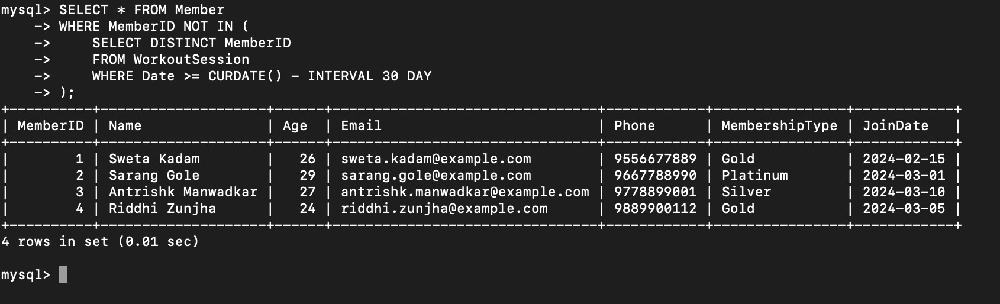 mysql> SELECT * FROM Member
    -> WHERE MemberID NOT IN (
    ->     SELECT DISTINCT MemberID
    ->     FROM WorkoutSession
    ->     WHERE Date >= CURDATE() - INTERVAL 30 DAY
    -> );
+----------+--------------------+------+--------------------------------+------------+----------------+------------+
| MemberID | Name               | Age  | Email                          | Phone      | MembershipType | JoinDate   |
+----------+--------------------+------+--------------------------------+------------+----------------+------------+
|        1 | Sweta Kadam        |   26 | sweta.kadam@example.com        | 9556677889 | Gold           | 2024-02-15 |
|        2 | Sarang Gole        |   29 | sarang.gole@example.com        | 9667788990 | Platinum       | 2024-03-01 |
|        3 | Antrishk Manwadkar |   27 | antrishk.manwadkar@example.com | 9778899001 | Silver         | 2024-03-10 |
|        4 | Riddhi Zunjha      |   24 | riddhi.zunjha@example.com      | 9889900112 | Gold           | 2024-03-05 |
+----------+--------------------+------+--------------------------------+------------+----------------+------------+
4 rows in set (0.01 sec)
mysql>